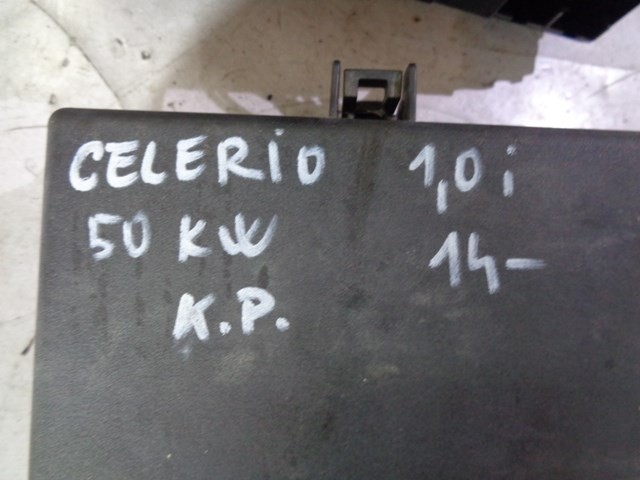 CELERIO 1,0i
50 KW 14-
K.P.